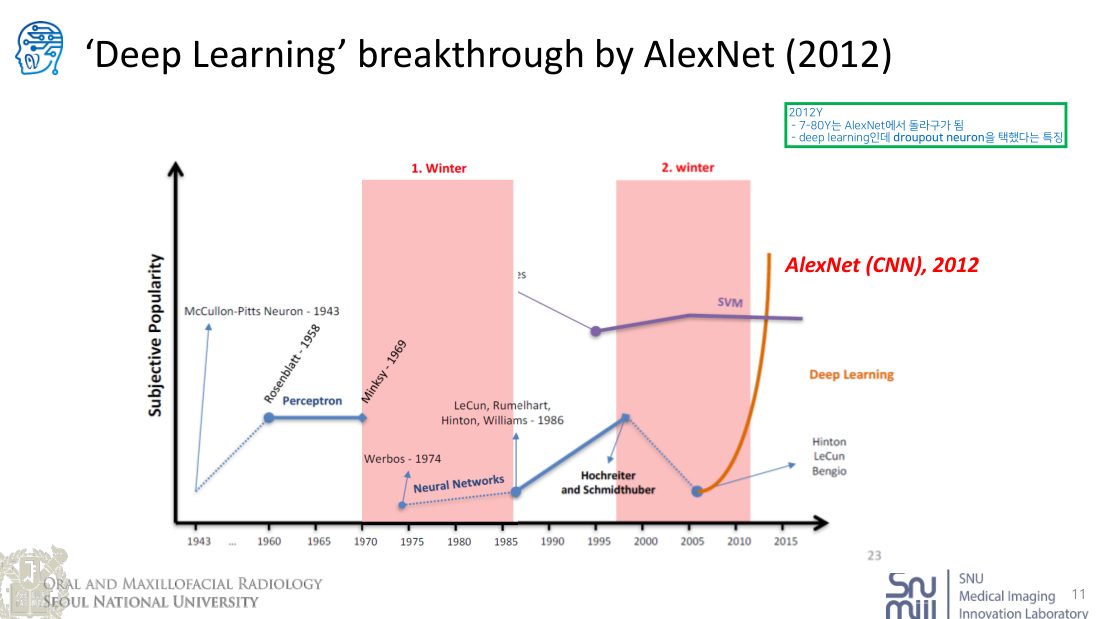 ‘Deep Learning’ breakthrough by AlexNet (2012)
2012Y
- 7-80Y는 AlexNet에서 돌라구가 됨
- deep learning인데 droupout neuron을 택했다는 특징
1. Winter
2. winter
AlexNet (CNN), 2012
es
SVM
McCullon-Pitts Neuron - 1943
Rosenblatt - 1958
Minksy - 1969
Subjective Popularity
Deep Learning
Perceptron
LeCun, Rumelhart,
Hinton, Williams - 1986
Hinton
LeCun
Bengio
Werbos - 1974
Neural Networks
Hochreiter
and Schmidthuber
1943 ... 1960 1965 1970 1975 1980 1985 1990 1995 2000 2005 2010 2015
23
ORAL AND MAXILLOFACIAL RADIOLOGY
SEOUL NATIONAL UNIVERSITY
SNU
mill
SNU
Medical Imaging
Innovation Laboratory
11